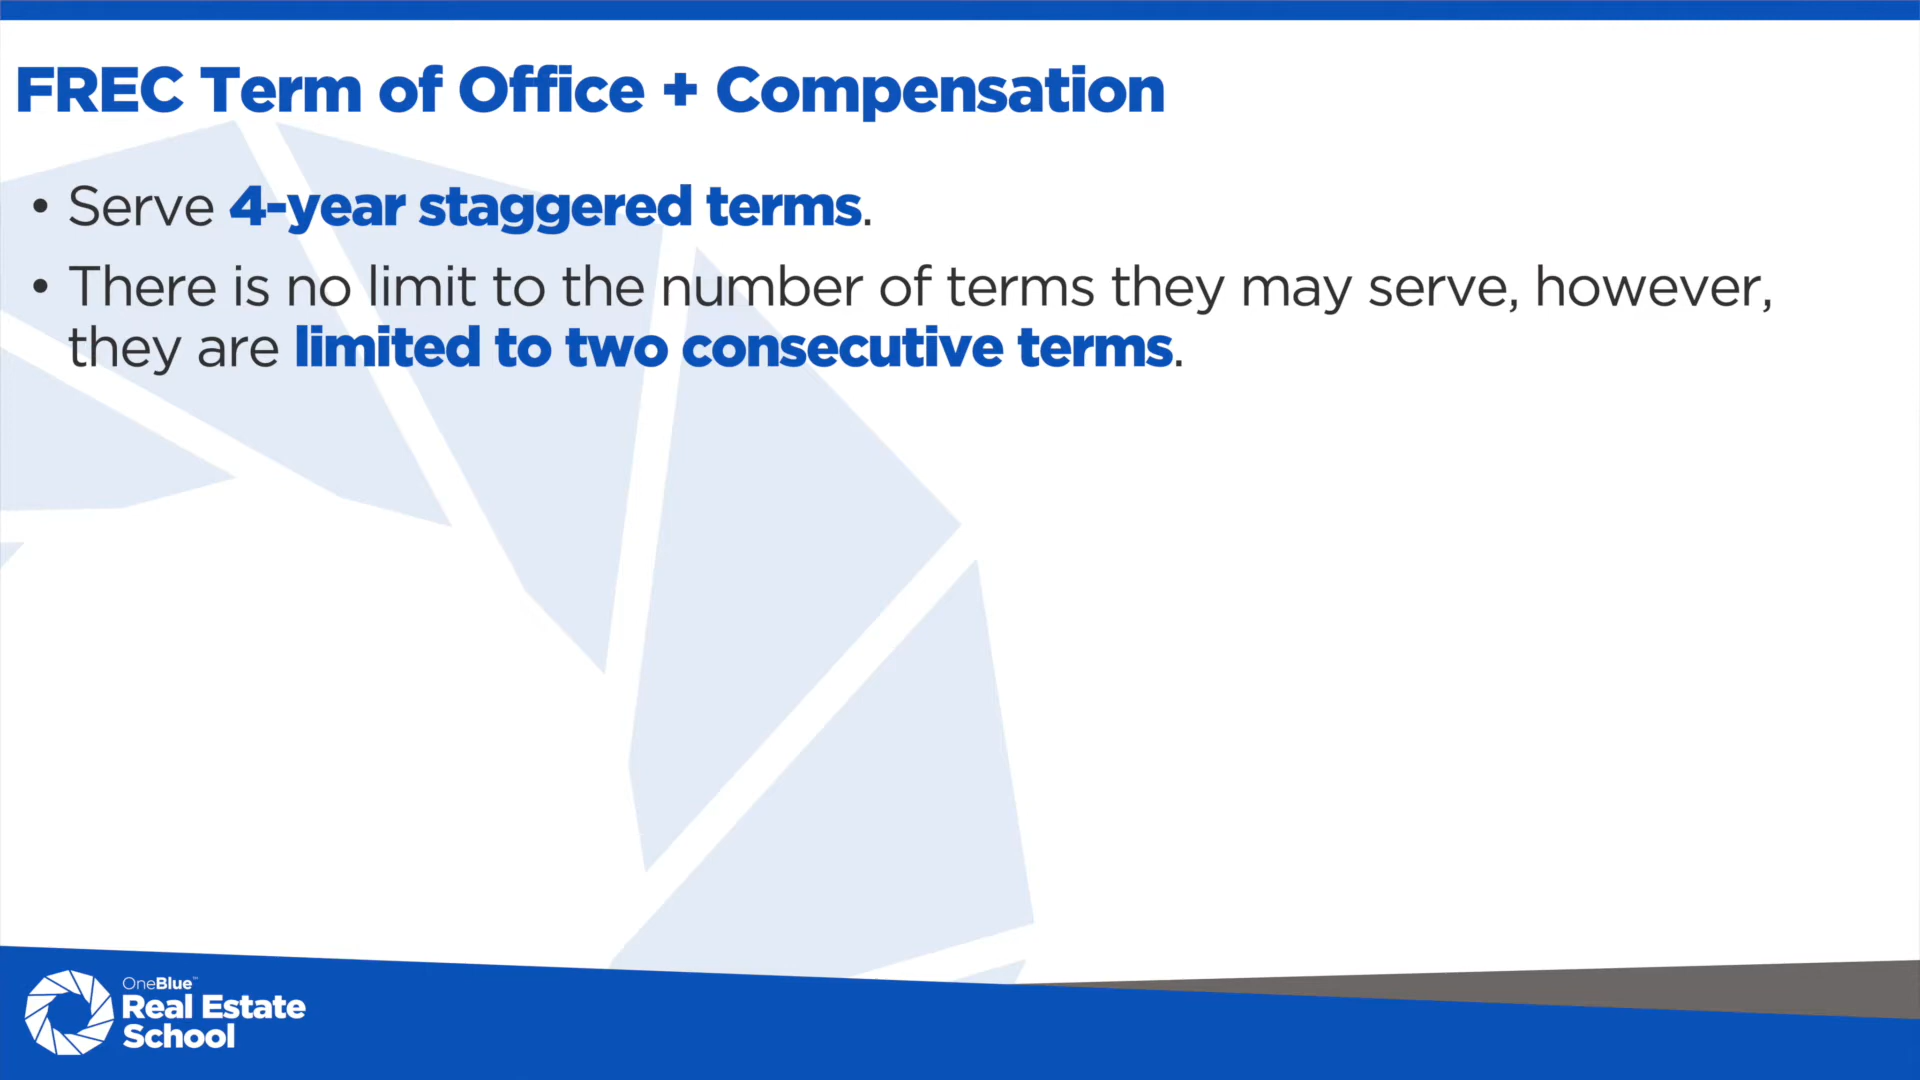 FREC Term of Office + Compensation
• Serve 4-year staggered terms.
• There is no limit to the number of terms they may serve, however,
they are limited to two consecutive terms.
OneBlue™
Real Estate
School